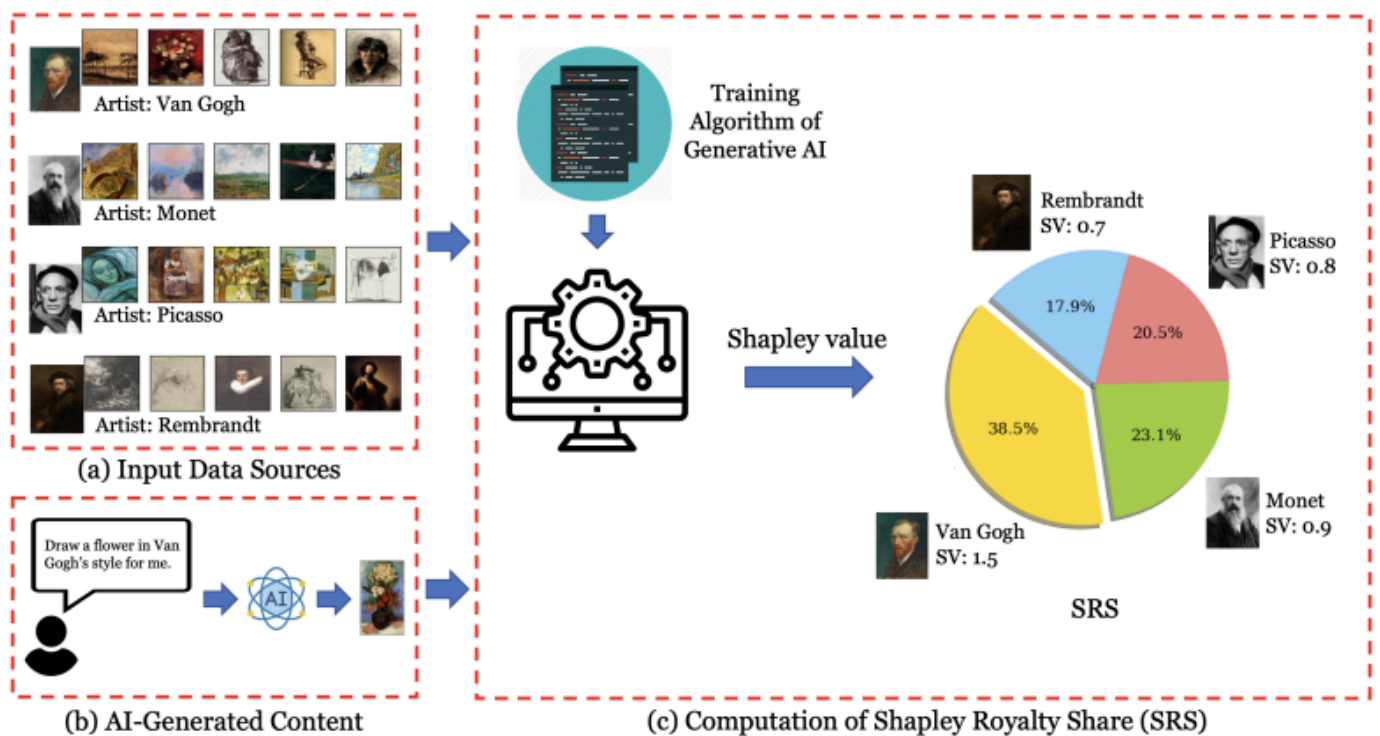 Artist: Van Gogh
Artist: Monet
Artist: Picasso
Artist: Rembrandt
(a) Input Data Sources
Draw a flower in Van
Gogh's style for me.
AI
(b) AI-Generated Content
Training
Algorithm of
Generative AI
Shapley value
Rembrandt
SV: 0.7
Picasso
SV: 0.8
17.9%
20.5%
38.5%
23.1%
Van Gogh
SV: 1.5
Monet
SV: 0.9
SRS
(c) Computation of Shapley Royalty Share (SRS)